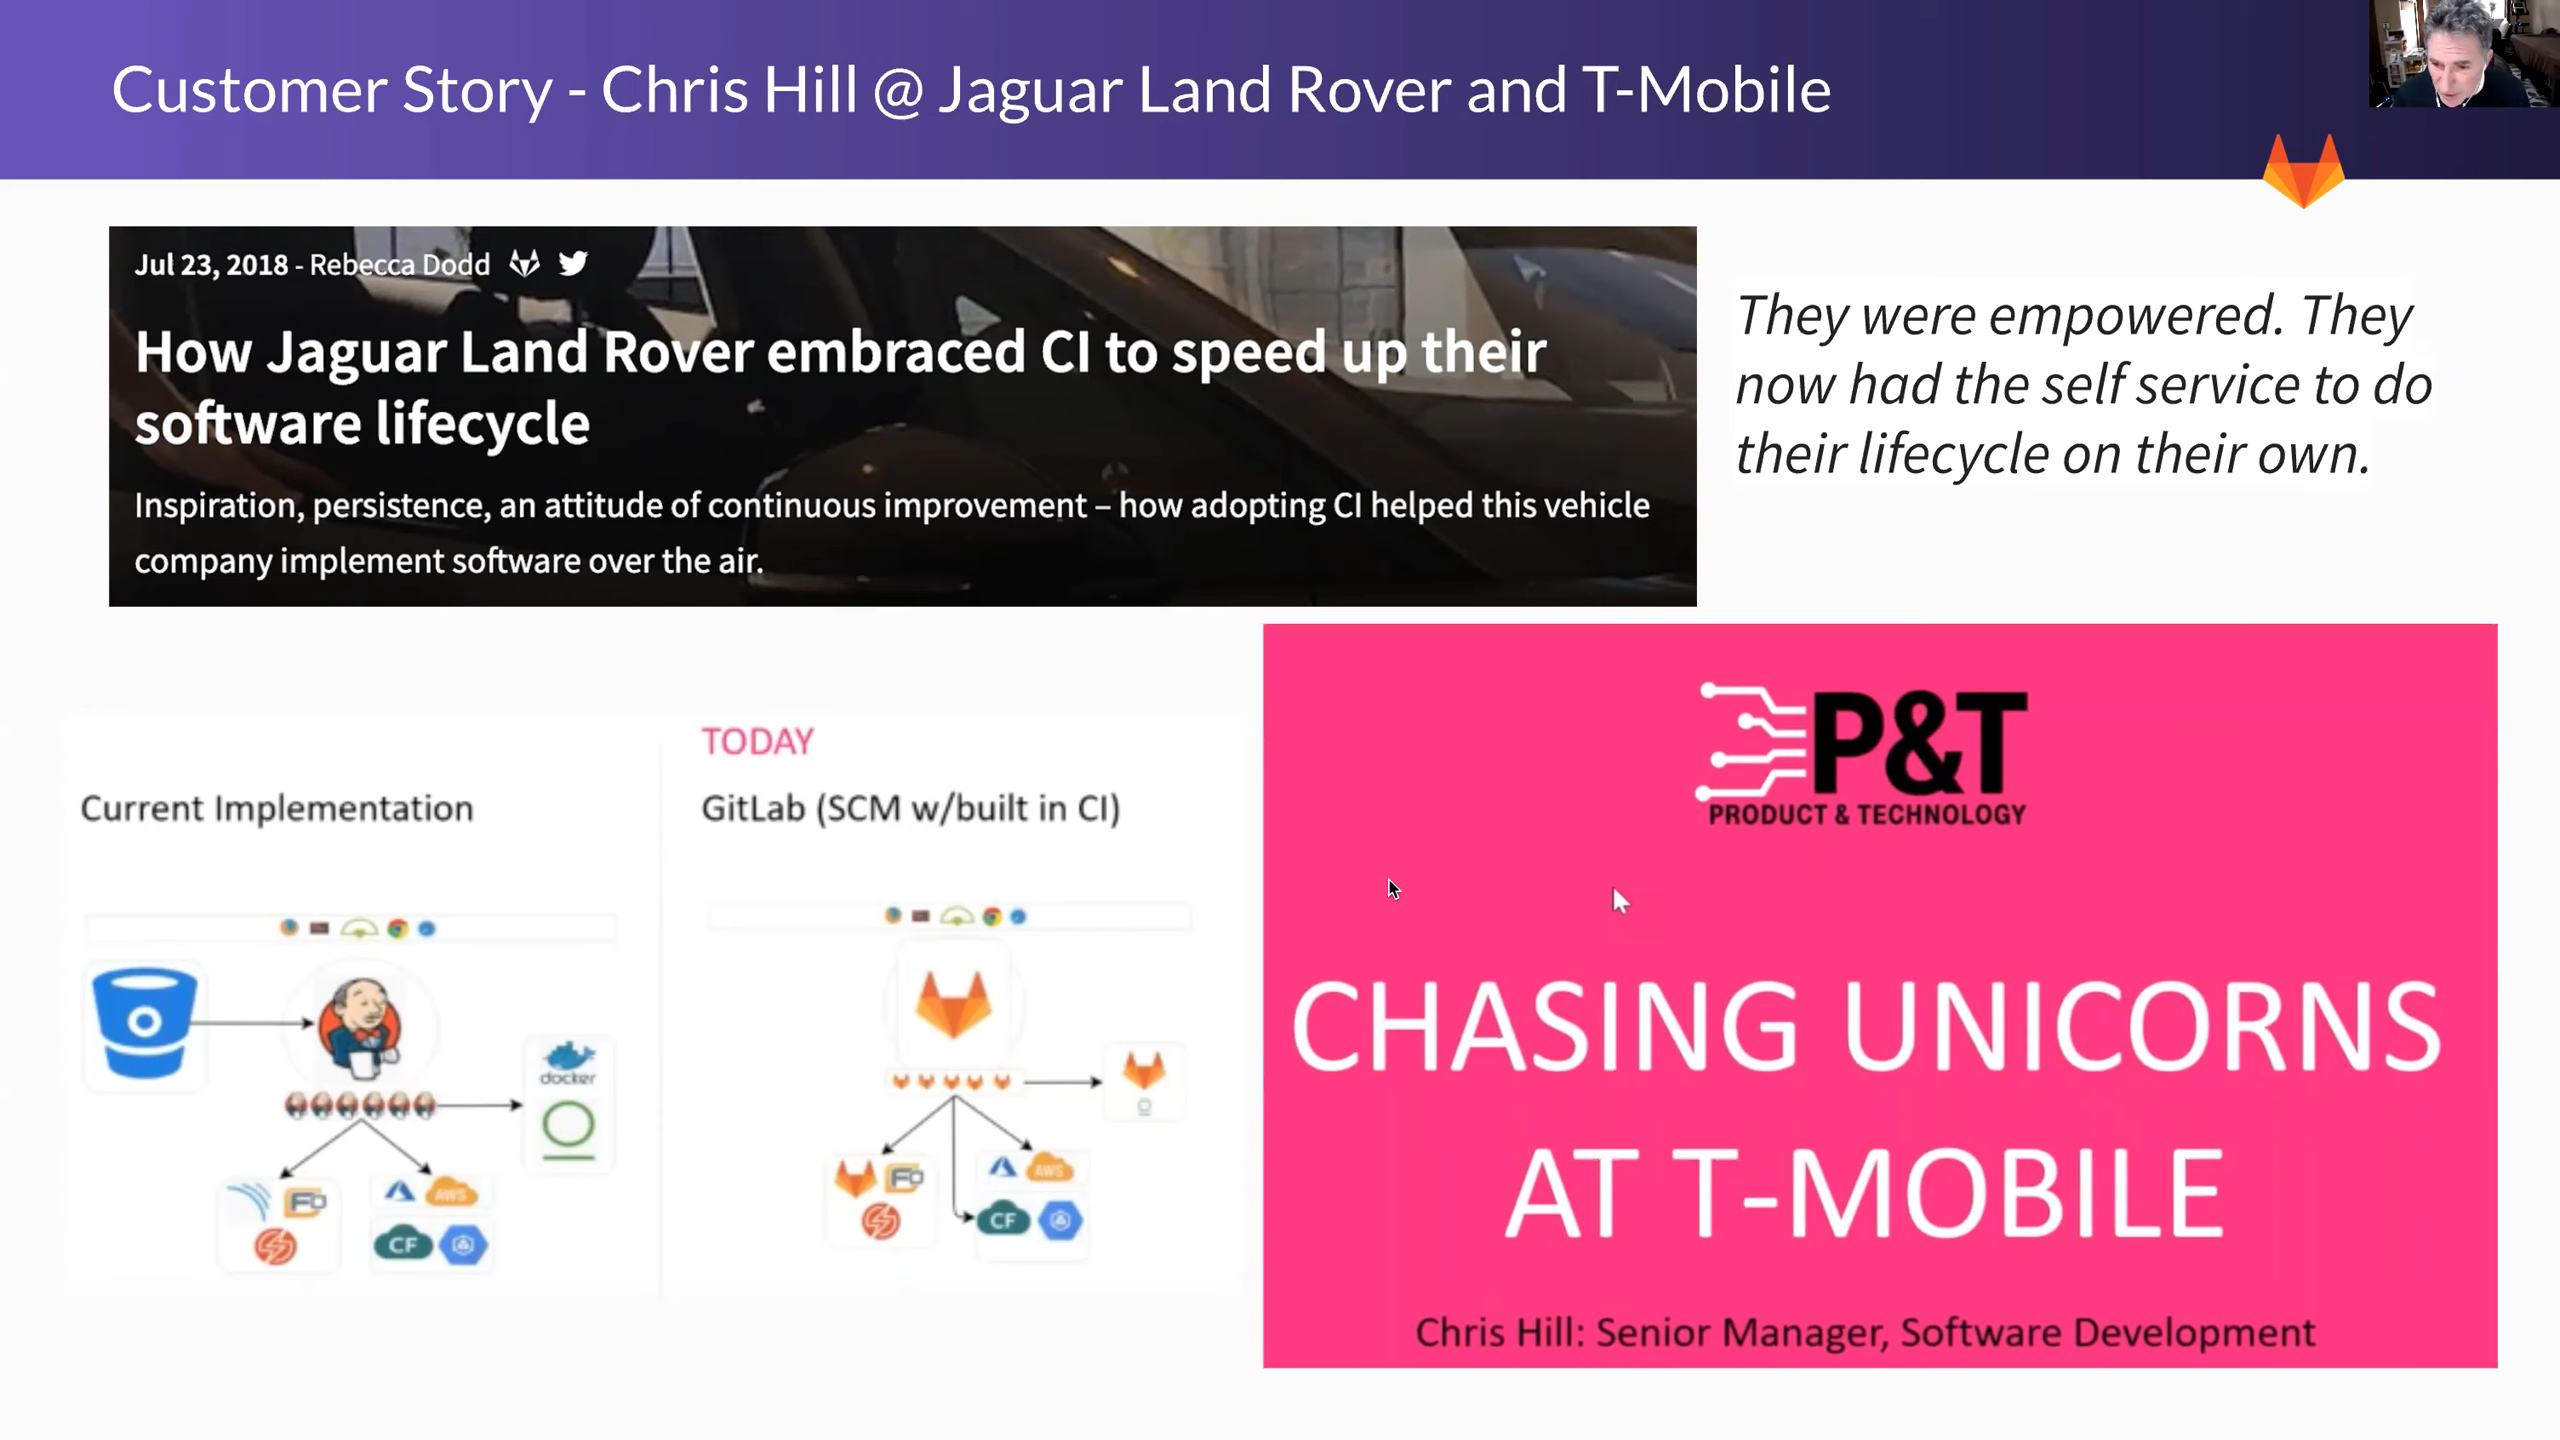 Customer Story - Chris Hill @ Jaguar Land Rover and T-Mobile
Jul 23, 2018 - Rebecca Dodd
How Jaguar Land Rover embraced CI to speed up their
software lifecycle
Inspiration, persistence, an attitude of continuous improvement – how adopting CI helped this vehicle
company implement software over the air.
They were empowered. They
now had the self service to do
their lifecycle on their own.
Current Implementation
docker
Fo
AWS
CF
TODAY
GitLab (SCM w/built in CI)
Fo
AWS
CF
P&T
PRODUCT & TECHNOLOGY
CHASING UNICORNS
AT T-MOBILE
Chris Hill: Senior Manager, Software Development